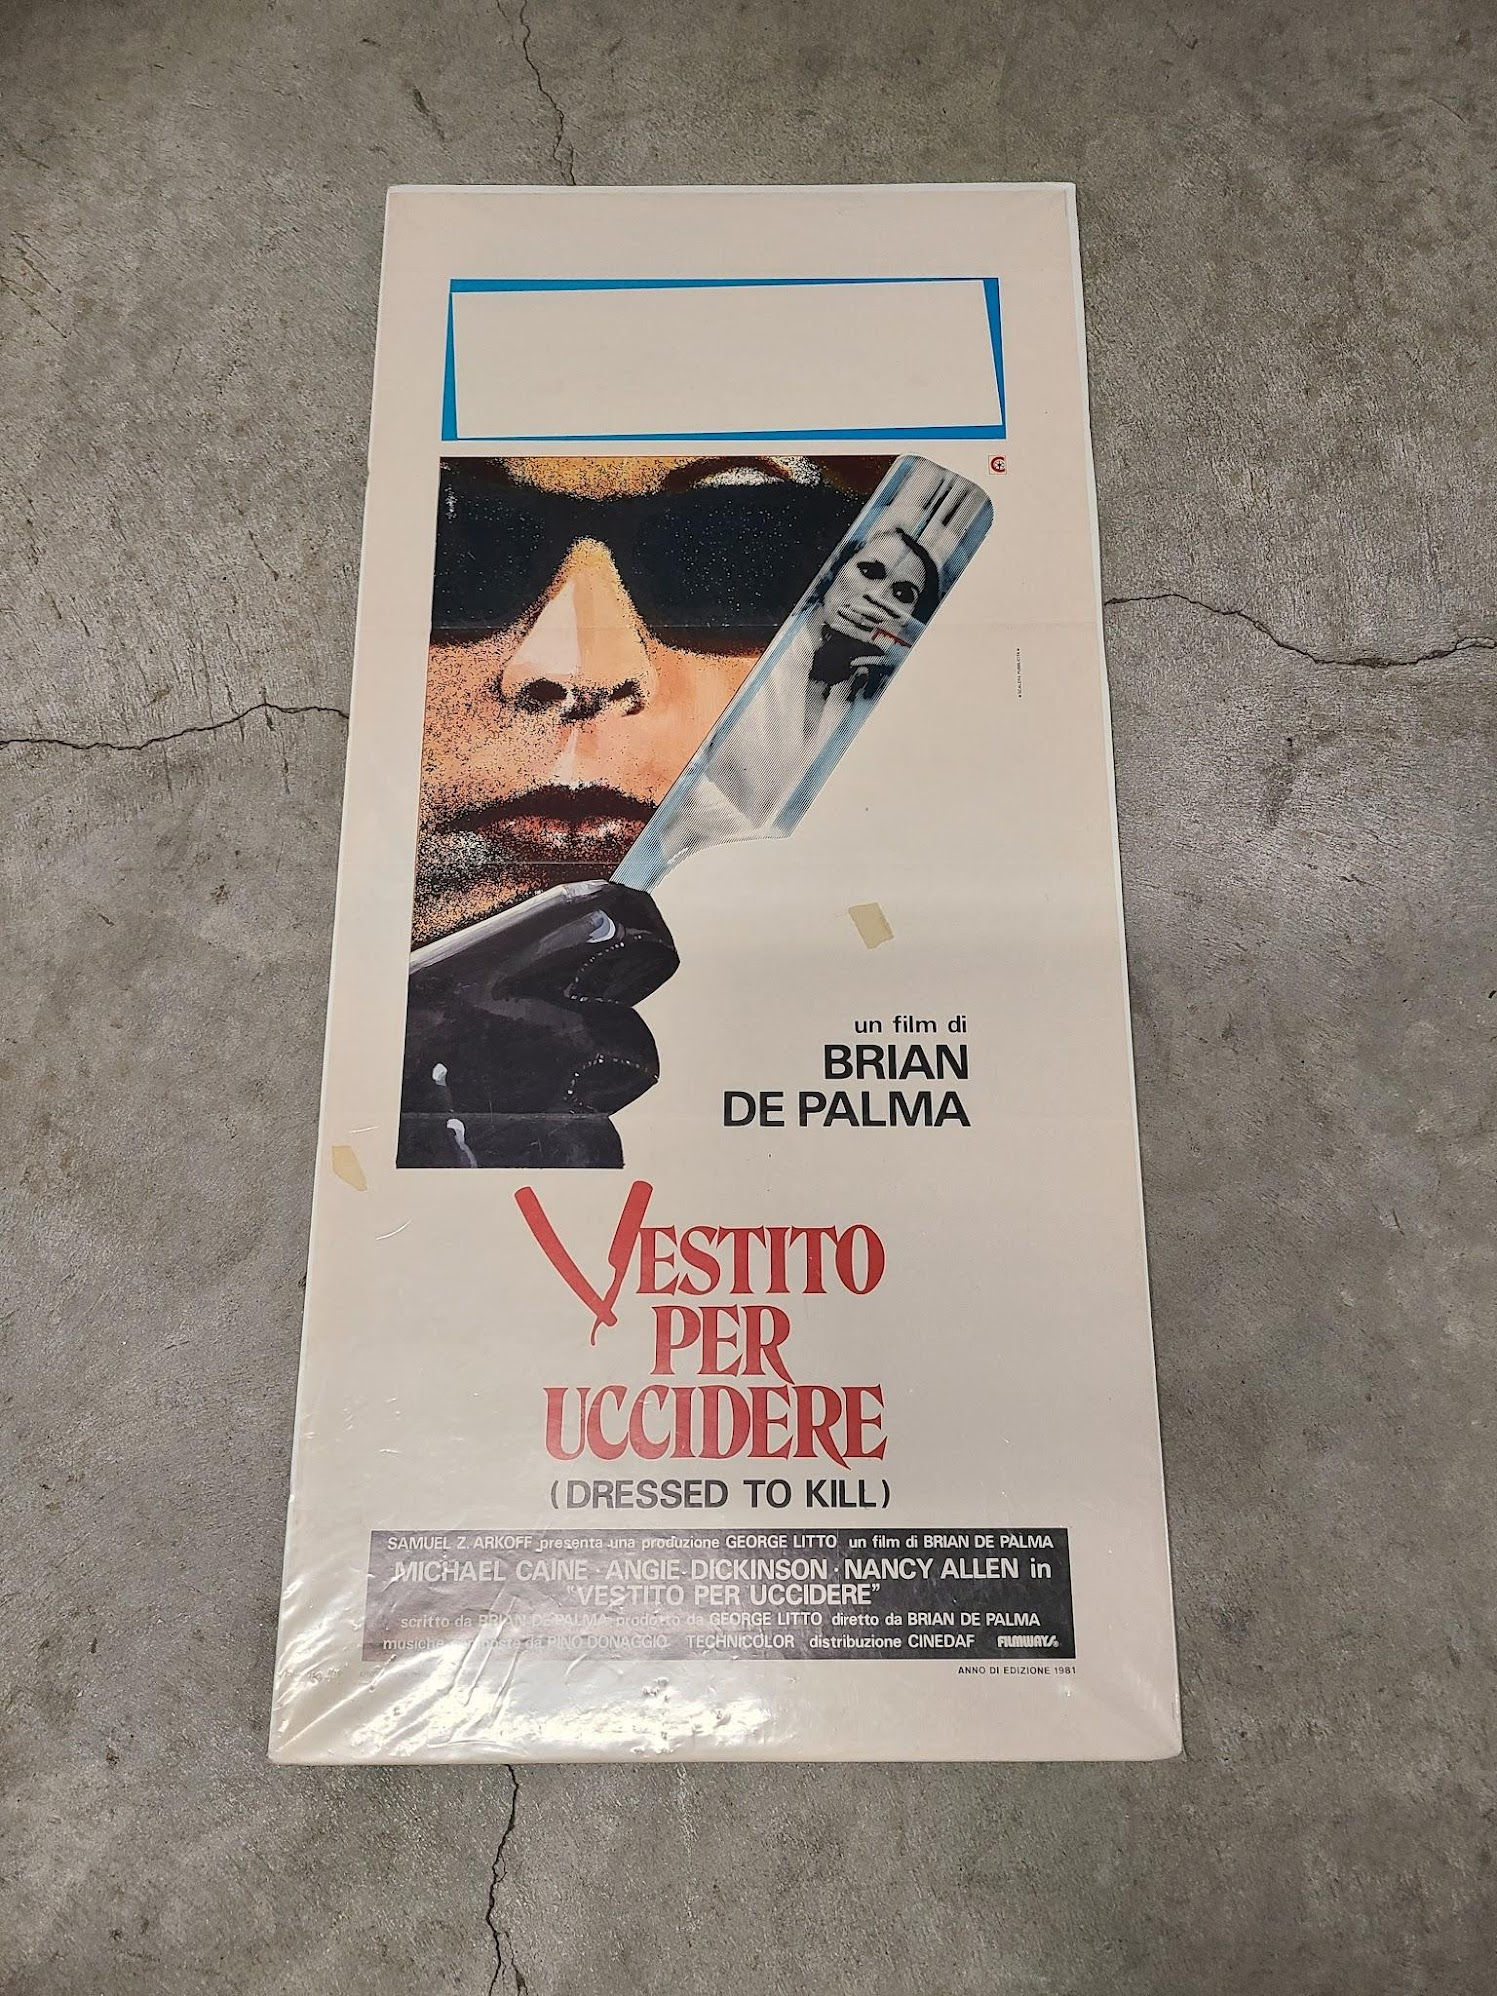 un film di
BRIAN
DE PALMA
VESTITO
PER
UCCIDERE
(DRESSED TO KILL)
SAMUEL Z. ARKOFF presenta una produzione GEORGE LITTO un film di BRIAN DE PALMA
MICHAEL CAINE · ANGIE DICKINSON · NANCY ALLEN in
"VESTITO PER UCCIDERE"
scritto da BRIAN DE PALMA prodotto da GEORGE LITTO diretto da BRIAN DE PALMA
musiche composte da PINO DONAGGIO TECHNICOLOR distribuzione CINEDAF FILMWAYS
ANNO DI EDIZIONE 1981